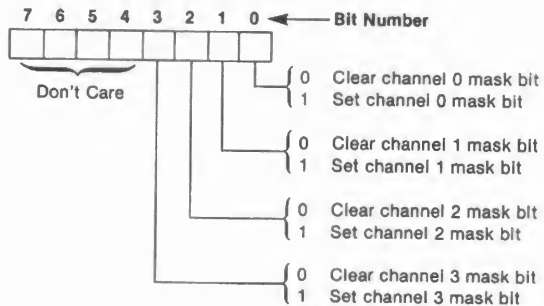 7 6 5 4 3 2 1 0 Bit Number
Don't Care
0 Clear channel 0 mask bit
1 Set channel 0 mask bit
0 Clear channel 1 mask bit
1 Set channel 1 mask bit
0 Clear channel 2 mask bit
1 Set channel 2 mask bit
0 Clear channel 3 mask bit
1 Set channel 3 mask bit